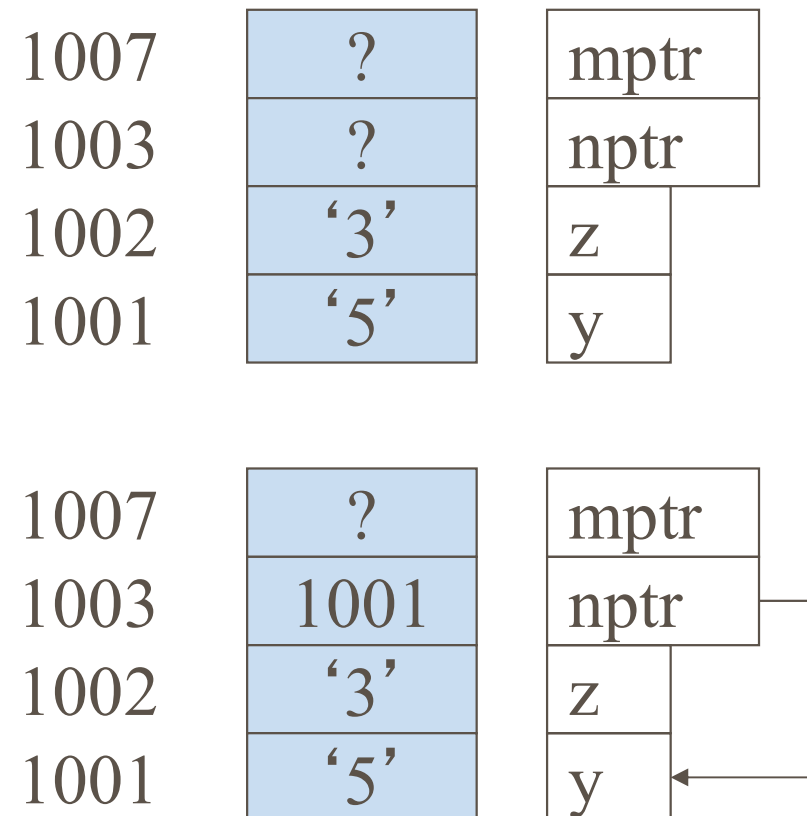 1007 ? mptr
1003 ? nptr
1002 ‘3’ z
1001 ‘5’ y
1007 ? mptr
1003 1001 nptr
1002 ‘3’ z
1001 ‘5’ y